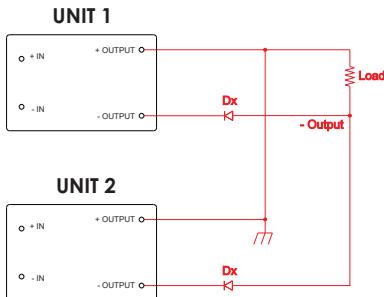 UNIT 1
+ IN
+ OUTPUT
Load
- IN
- OUTPUT
Dx
- Output
UNIT 2
+ IN
+ OUTPUT
- IN
- OUTPUT
Dx